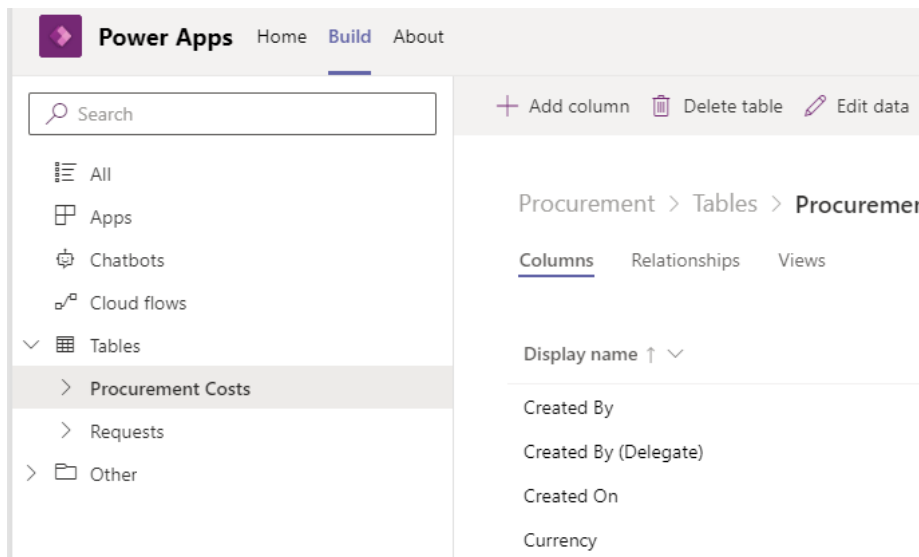 Power Apps Home Build About
Search
All
Apps
Chatbots
Cloud flows
Tables
Procurement Costs
Requests
Other
Add column Delete table Edit data
Procurement > Tables >
Columns Relationships Views
Display name ↑
Created By
Created By (Delegate)
Created On
Currency